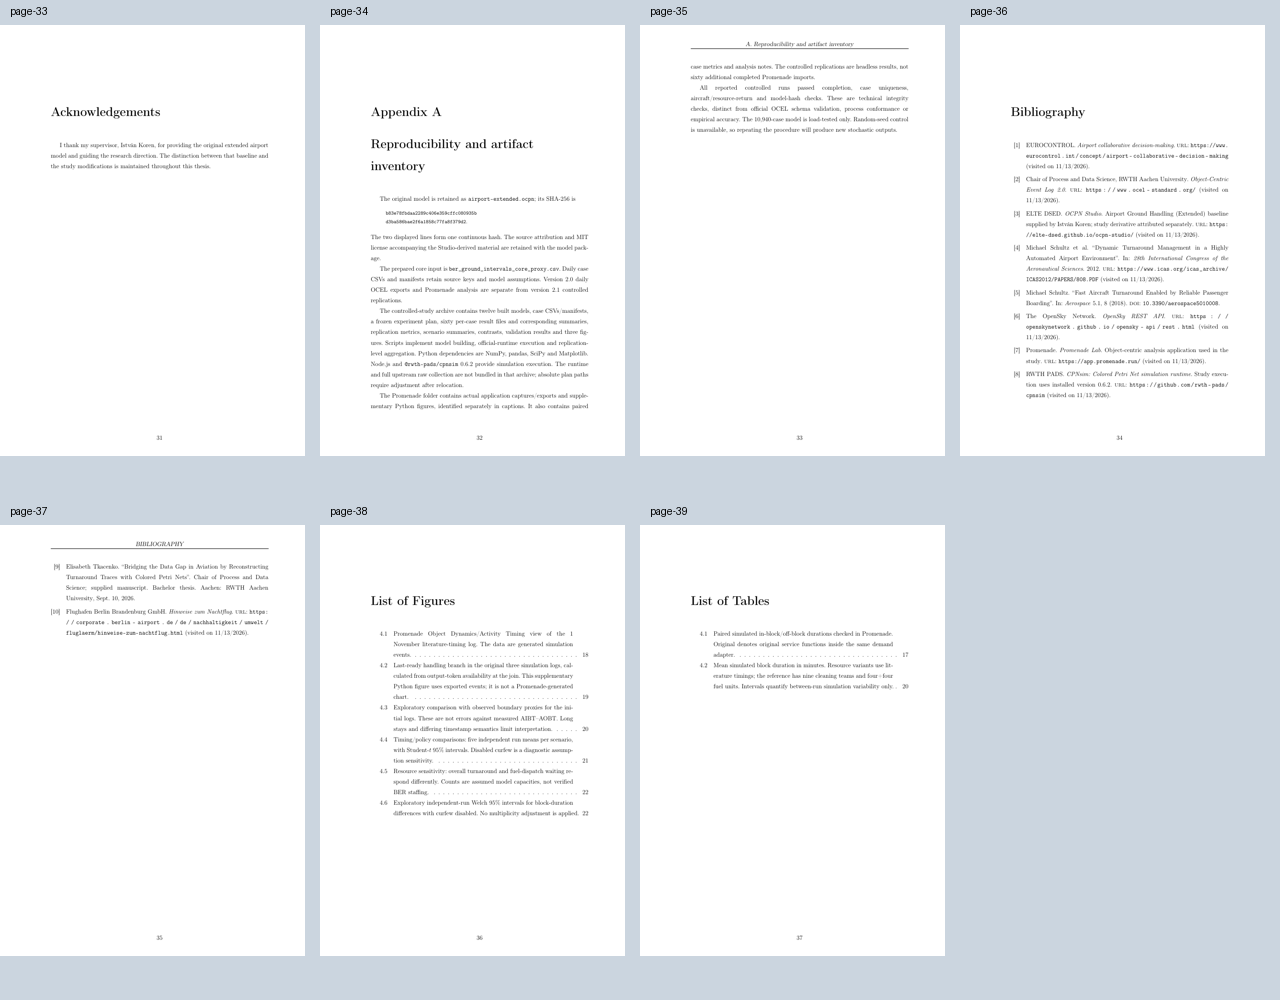 page-33
Acknowledgements
I thank my supervisor, István Koren, for providing the original extended airport
model and guiding the research direction. The distinction between that baseline and
the study modifications is maintained throughout this thesis.
31
page-34
Appendix A
Reproducibility and artifact
inventory
The original model is retained as airport-extended.ocpn; its SHA-256 is
The two displayed lines form one continuous hash. The source attribution and MIT
license accompanying the Studio-derived material are retained with the model pack-
age.
The prepared core input is ber_ground_intervals_core_proxy.csv. Daily case
CSVs and manifests retain source keys and model assumptions. Version 2.0 daily
OCEL exports and Promenade analysis are separate from version 2.1 controlled
replications.
The controlled-study archive contains twelve built models, case CSVs/manifests,
a frozen experiment plan, sixty per-case result files and corresponding summaries,
replication metrics, scenario summaries, contrasts, validation results and three fig-
ures. Scripts implement model building, official-runtime execution and replication-
level aggregation. Python dependencies are NumPy, pandas, SciPy and Matplotlib.
Node.js and @rwth-pads/cpnsim 0.6.2 provide simulation execution. The runtime
and full upstream raw collection are not bundled in that archive; absolute plan paths
require adjustment after relocation.
The Promenade folder contains actual application captures/exports and supple-
mentary Python figures, identified separately in captions. It also contains paired
32
page-35
A. Reproducibility and artifact inventory
case metrics and analysis notes. The controlled replications are headless results, not
sixty additional completed Promenade imports.
All reported controlled runs passed completion, case uniqueness,
aircraft/resource-return and model-hash checks. These are technical integrity
checks, distinct from official OCEL schema validation, process conformance or
empirical accuracy. The 10,940-case model is load-tested only. Random-seed control
is unavailable, so repeating the procedure will produce new stochastic outputs.
33
page-36
Bibliography
[1] EUROCONTROL. Airport collaborative decision-making. URL: https://www.
eurocontrol.int/concept/airport-collaborative-decision-making
(visited on 11/13/2026).
[2] Chair of Process and Data Science, RWTH Aachen University. Object-Centric
Event Log 2.0. URL: https://www.ocel-standard.org/ (visited on
11/13/2026).
[3] ELTE DSED. OCPN Studio. Airport Ground Handling (Extended) baseline
supplied by István Koren; study derivative attributed separately. URL: https:
//elte-dsed.github.io/ocpn-studio/ (visited on 11/13/2026).
[4] Michael Schultz et al. “Dynamic Turnaround Management in a Highly
Automated Airport Environment”. In: 28th International Congress of the
Aeronautical Sciences. 2012. URL: https://www.icas.org/icas_archive/
ICAS2012/PAPERS/808.PDF (visited on 11/13/2026).
[5] Michael Schultz. “Fast Aircraft Turnaround Enabled by Reliable Passenger
Boarding”. In: Aerospace 5.1, 8 (2018). DOI: 10.3390/aerospace5010008.
[6] The OpenSky Network. OpenSky REST API. URL: https://
openskynetwork.github.io/opensky-api/rest.html (visited on
11/13/2026).
[7] Promenade. Promenade Lab. Object-centric analysis application used in the
study. URL: https://app.promenade.run/ (visited on 11/13/2026).
[8] RWTH PADS. CPNsim: Colored Petri Net simulation runtime. Study execu-
tion uses installed version 0.6.2. URL: https://github.com/rwth-pads/
cpnsim (visited on 11/13/2026).
34
page-37
BIBLIOGRAPHY
[9] Elisabeth Tkacenko. “Bridging the Data Gap in Aviation by Reconstructing
Turnaround Traces with Colored Petri Nets”. Chair of Process and Data
Science; supplied manuscript. Bachelor thesis. Aachen: RWTH Aachen
University, Sept. 10, 2026.
[10] Flughafen Berlin Brandenburg GmbH. Hinweise zum Nachtflug. URL: https:
//corporate.berlin-airport.de/de/nachhaltigkeit/umwelt/
fluglaerm/hinweise-zum-nachtflug.html (visited on 11/13/2026).
35
page-38
List of Figures
4.1 Promenade Object Dynamics/Activity Timing view of the 1
November literature-timing log. The data are generated simulation
events. 18
4.2 Last-ready handling branch in the original three simulation logs, cal-
culated from output-token availability at the join. This supplementary
Python figure uses exported events; it is not a Promenade-generated
chart. 19
4.3 Exploratory comparison with observed boundary proxies for the ini-
tial logs. These are not errors against measured AIBT–AOBT. Long
stays and differing timestamp semantics limit interpretation. 20
4.4 Timing/policy comparisons: five independent run means per scenario,
with Student-t 95% intervals. Disabled curfew is a diagnostic assump-
tion sensitivity. 21
4.5 Resource sensitivity: overall turnaround and fuel-dispatch waiting re-
spond differently. Counts are assumed model capacities, not verified
BER staffing. 22
4.6 Exploratory independent-run Welch 95% intervals for block-duration
differences with curfew disabled. No multiplicity adjustment is applied. 22
36
page-39
List of Tables
4.1 Paired simulated in-block/off-block durations checked in Promenade.
Original denotes original service functions inside the same demand
adapter. 17
4.2 Mean simulated block duration in minutes. Resource variants use lit-
erature timings; the reference has nine cleaning teams and four+four
fuel units. Intervals quantify between-run simulation variability only. 20
37